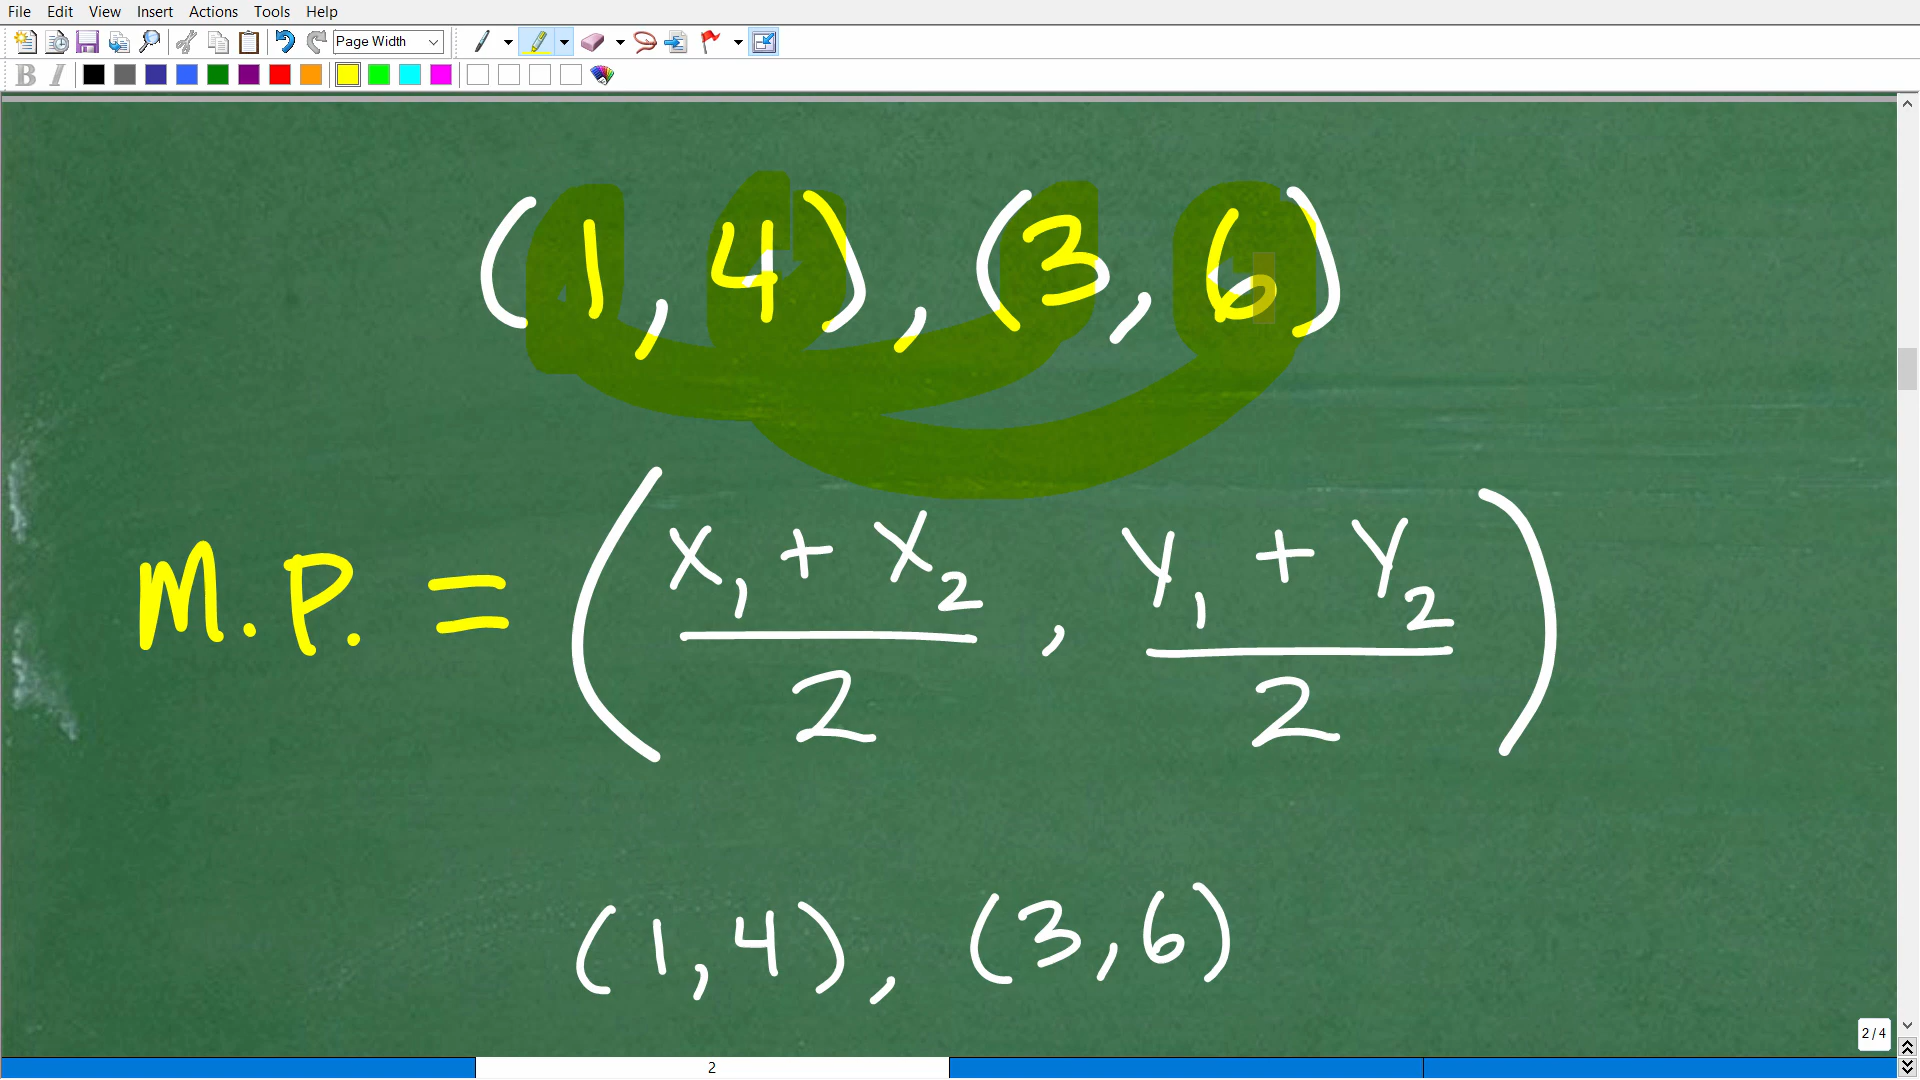 File Edit View Insert Actions Tools Help
Page Width
B I
(1, 4), (3, 6)
M.P. = (x₁ + x₂ / 2, y₁ + y₂ / 2)
(1, 4), (3, 6)
2/4
2